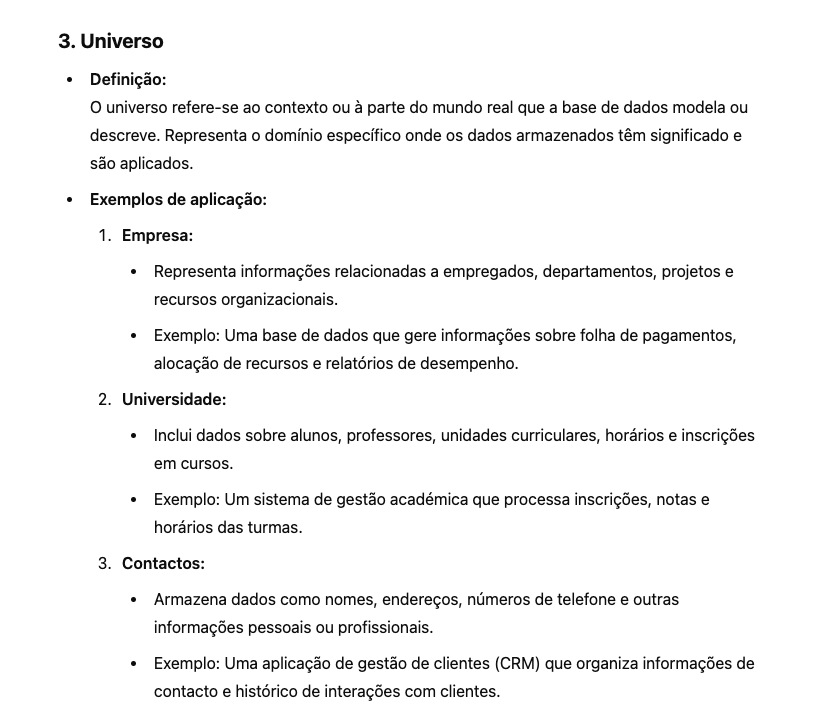 3. Universo
• Definição:
O universo refere-se ao contexto ou à parte do mundo real que a base de dados modela ou
descreve. Representa o domínio específico onde os dados armazenados têm significado e
são aplicados.
• Exemplos de aplicação:
1. Empresa:
• Representa informações relacionadas a empregados, departamentos, projetos e
recursos organizacionais.
• Exemplo: Uma base de dados que gere informações sobre folha de pagamentos,
alocação de recursos e relatórios de desempenho.
2. Universidade:
• Inclui dados sobre alunos, professores, unidades curriculares, horários e inscrições
em cursos.
• Exemplo: Um sistema de gestão académica que processa inscrições, notas e
horários das turmas.
3. Contactos:
• Armazena dados como nomes, endereços, números de telefone e outras
informações pessoais ou profissionais.
• Exemplo: Uma aplicação de gestão de clientes (CRM) que organiza informações de
contacto e histórico de interações com clientes.